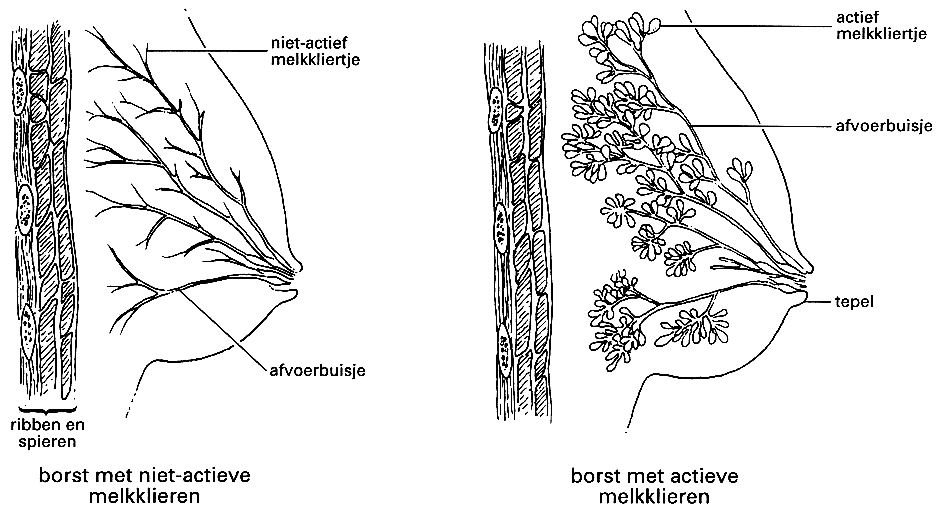 niet-actief
melkkliertje
afvoerbuisje
ribben en
spieren
borst met niet-actieve
melkklieren
actief
melkkliertje
afvoerbuisje
tepel
borst met actieve
melkklieren